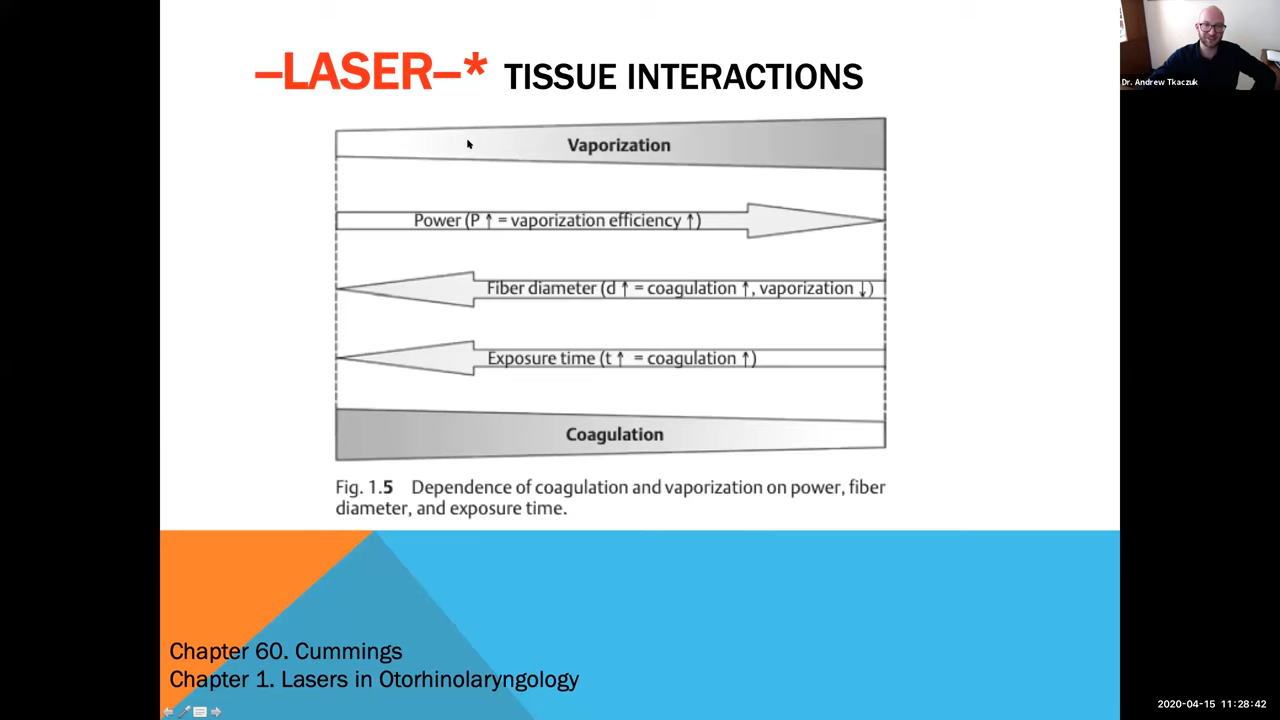 –LASER–* TISSUE INTERACTIONS
Dr. Andrew Tkaczuk
Vaporization
Power (P ↑ = vaporization efficiency ↑)
Fiber diameter (d ↑ = coagulation ↑, vaporization ↓)
Exposure time (t ↑ = coagulation ↑)
Coagulation
Fig. 1.5 Dependence of coagulation and vaporization on power, fiber
diameter, and exposure time.
Chapter 60. Cummings
Chapter 1. Lasers in Otorhinolaryngology
2020-04-15 11:28:42